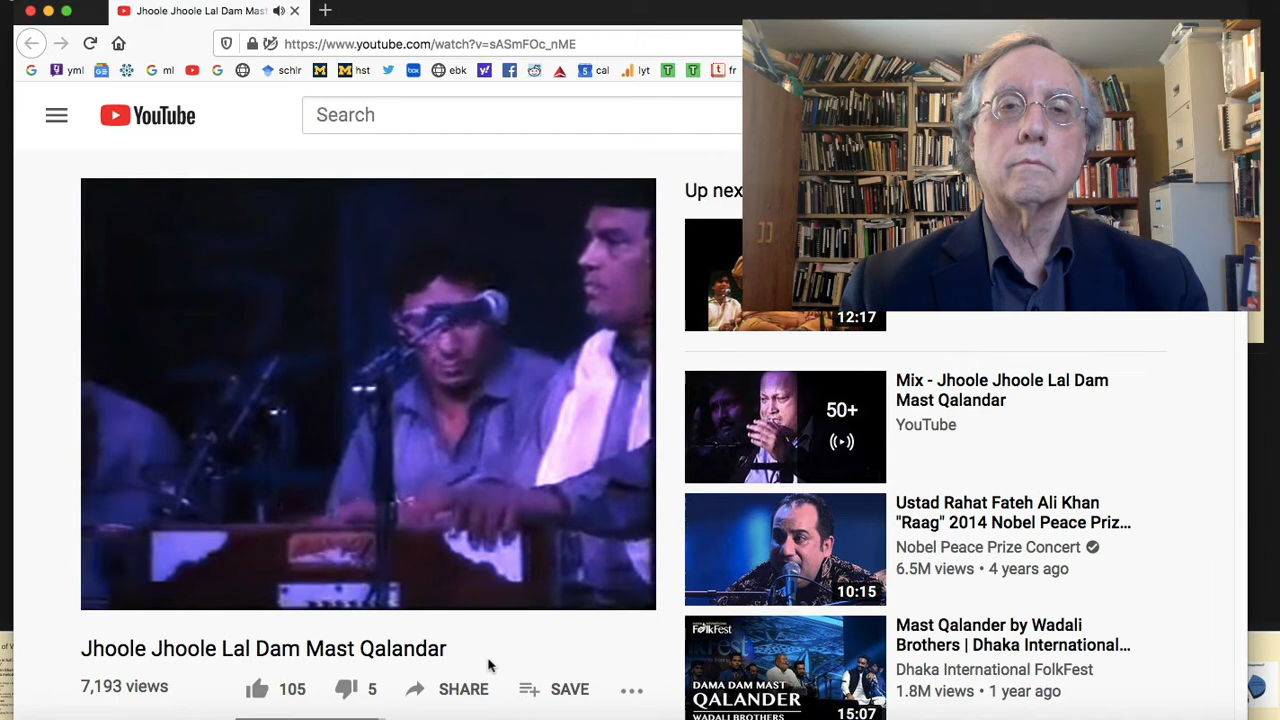 Jhoole Jhoole Lal Dam Mast
https://www.youtube.com/watch?v=sASmFOc_nME
yml
ml
schlr
hst
box
ebk
5 cal
lyt
T
T
t fr
YouTube
Search
Up nex
12:17
Mix - Jhoole Jhoole Lal Dam
Mast Qalandar
YouTube
50+
Ustad Rahat Fateh Ali Khan
"Raag" 2014 Nobel Peace Priz...
Nobel Peace Prize Concert
6.5M views • 4 years ago
10:15
Mast Qalandar by Wadali
Brothers | Dhaka International...
Dhaka International FolkFest
1.8M views • 1 year ago
FolkFest
DAMA DAM MAST
QALANDER
WADALI BROTHERS
15:07
Jhoole Jhoole Lal Dam Mast Qalandar
7,193 views
105
5
SHARE
SAVE